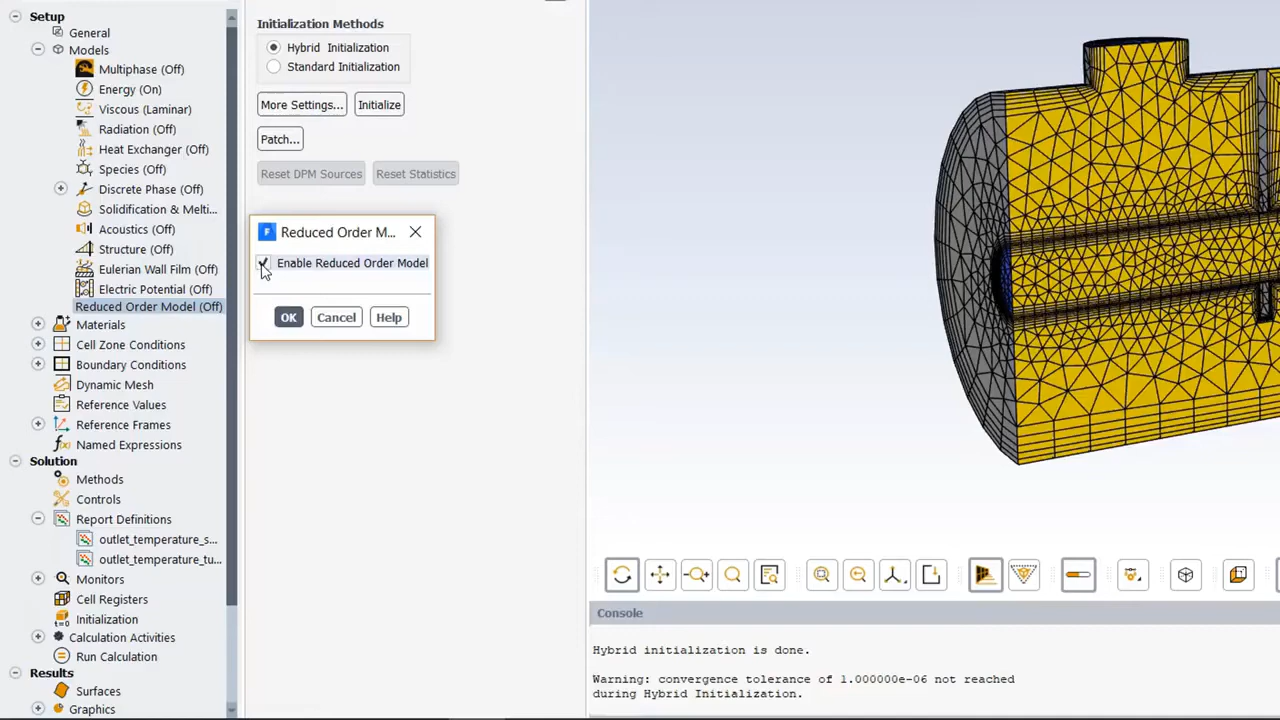 Setup
General
Models
Multiphase (Off)
Energy (On)
Viscous (Laminar)
Radiation (Off)
Heat Exchanger (Off)
Species (Off)
Discrete Phase (Off)
Solidification & Melti...
Acoustics (Off)
Structure (Off)
Eulerian Wall Film (Off)
Electric Potential (Off)
Reduced Order Model (Off)
Materials
Cell Zone Conditions
Boundary Conditions
Dynamic Mesh
Reference Values
Reference Frames
Named Expressions
Solution
Methods
Controls
Report Definitions
outlet_temperature_s...
outlet_temperature_tu...
Monitors
Cell Registers
Initialization
Calculation Activities
Run Calculation
Results
Surfaces
Graphics
Initialization Methods
Hybrid Initialization
Standard Initialization
More Settings... Initialize
Patch...
Reset DPM Sources Reset Statistics
F Reduced Order M...
Enable Reduced Order Model
OK Cancel Help
Console
Hybrid initialization is done.
Warning: convergence tolerance of 1.000000e-06 not reached
during Hybrid Initialization.